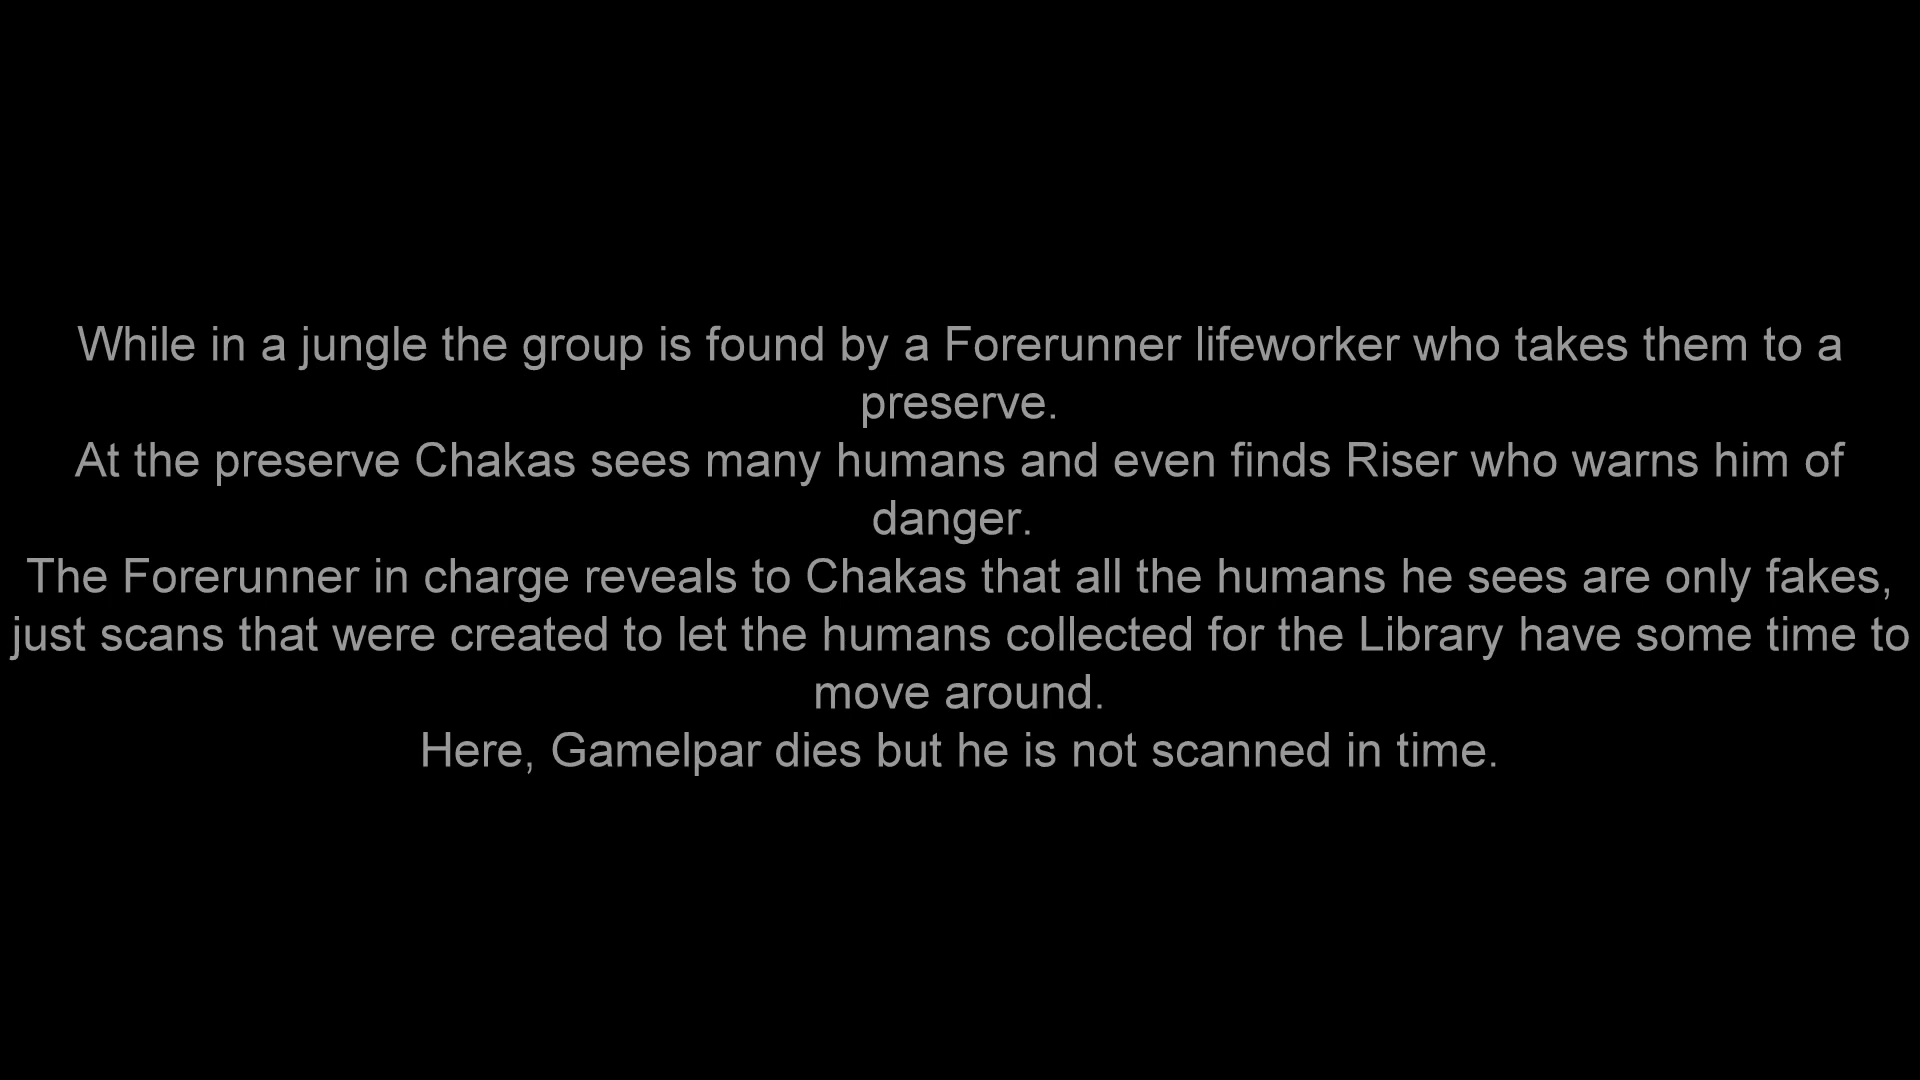 While in a jungle the group is found by a Forerunner lifeworker who takes them to a
preserve.
At the preserve Chakas sees many humans and even finds Riser who warns him of
danger.
The Forerunner in charge reveals to Chakas that all the humans he sees are only fakes,
just scans that were created to let the humans collected for the Library have some time to
move around.
Here, Gamelpar dies but he is not scanned in time.